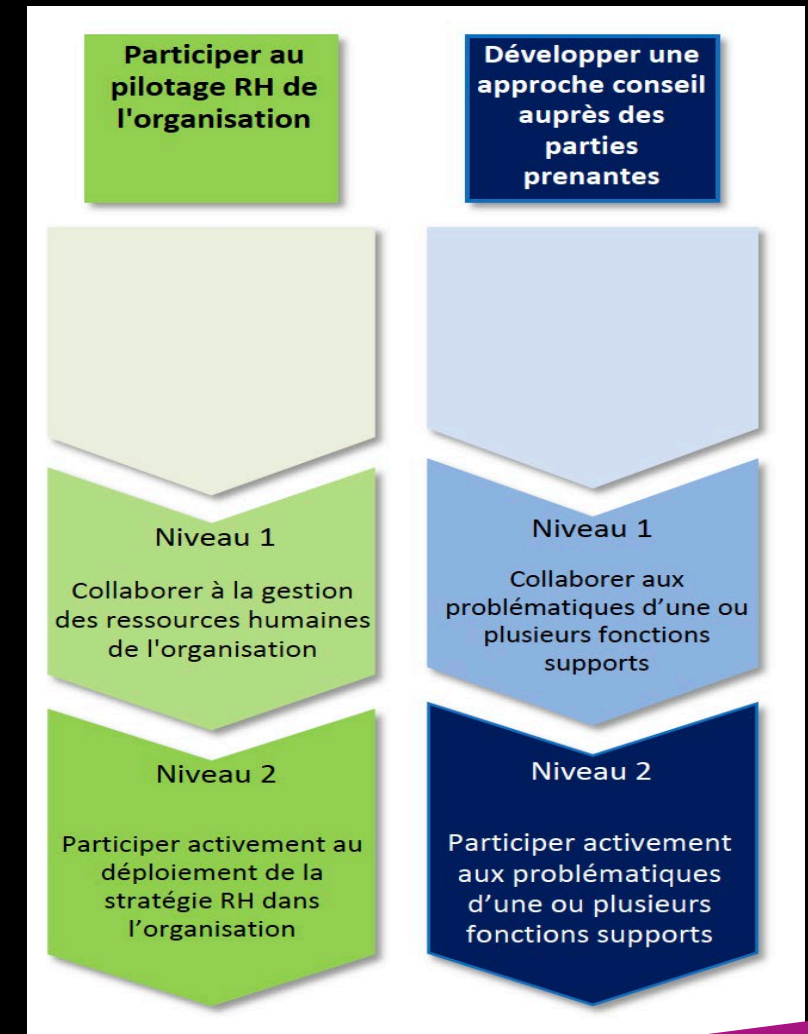 Participer au
pilotage RH de
l'organisation
Développer une
approche conseil
auprès des
parties
prenantes
Niveau 1
Collaborer à la gestion
des ressources humaines
de l'organisation
Niveau 1
Collaborer aux
problématiques d’une ou
plusieurs fonctions
supports
Niveau 2
Participer activement au
déploiement de la
stratégie RH dans
l’organisation
Niveau 2
Participer activement
aux problématiques
d’une ou plusieurs
fonctions supports